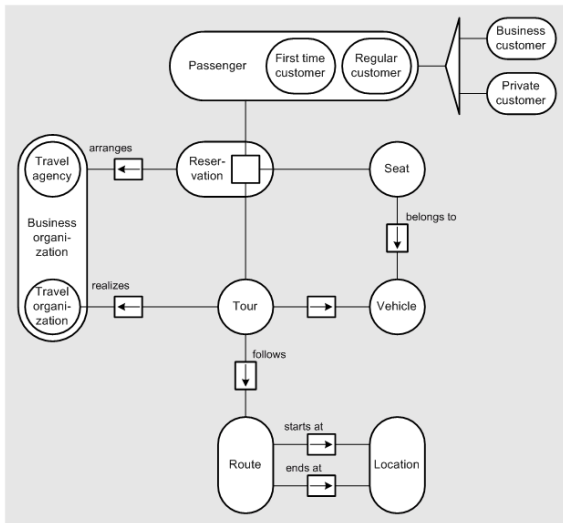 Business
customer
Passenger
First time
customer
Regular
customer
Private
customer
Travel
agency
arranges
Reser-
vation
Seat
Business
organi-
zation
belongs to
Travel
organi-
zation
realizes
Tour
Vehicle
follows
Route
starts at
ends at
Location